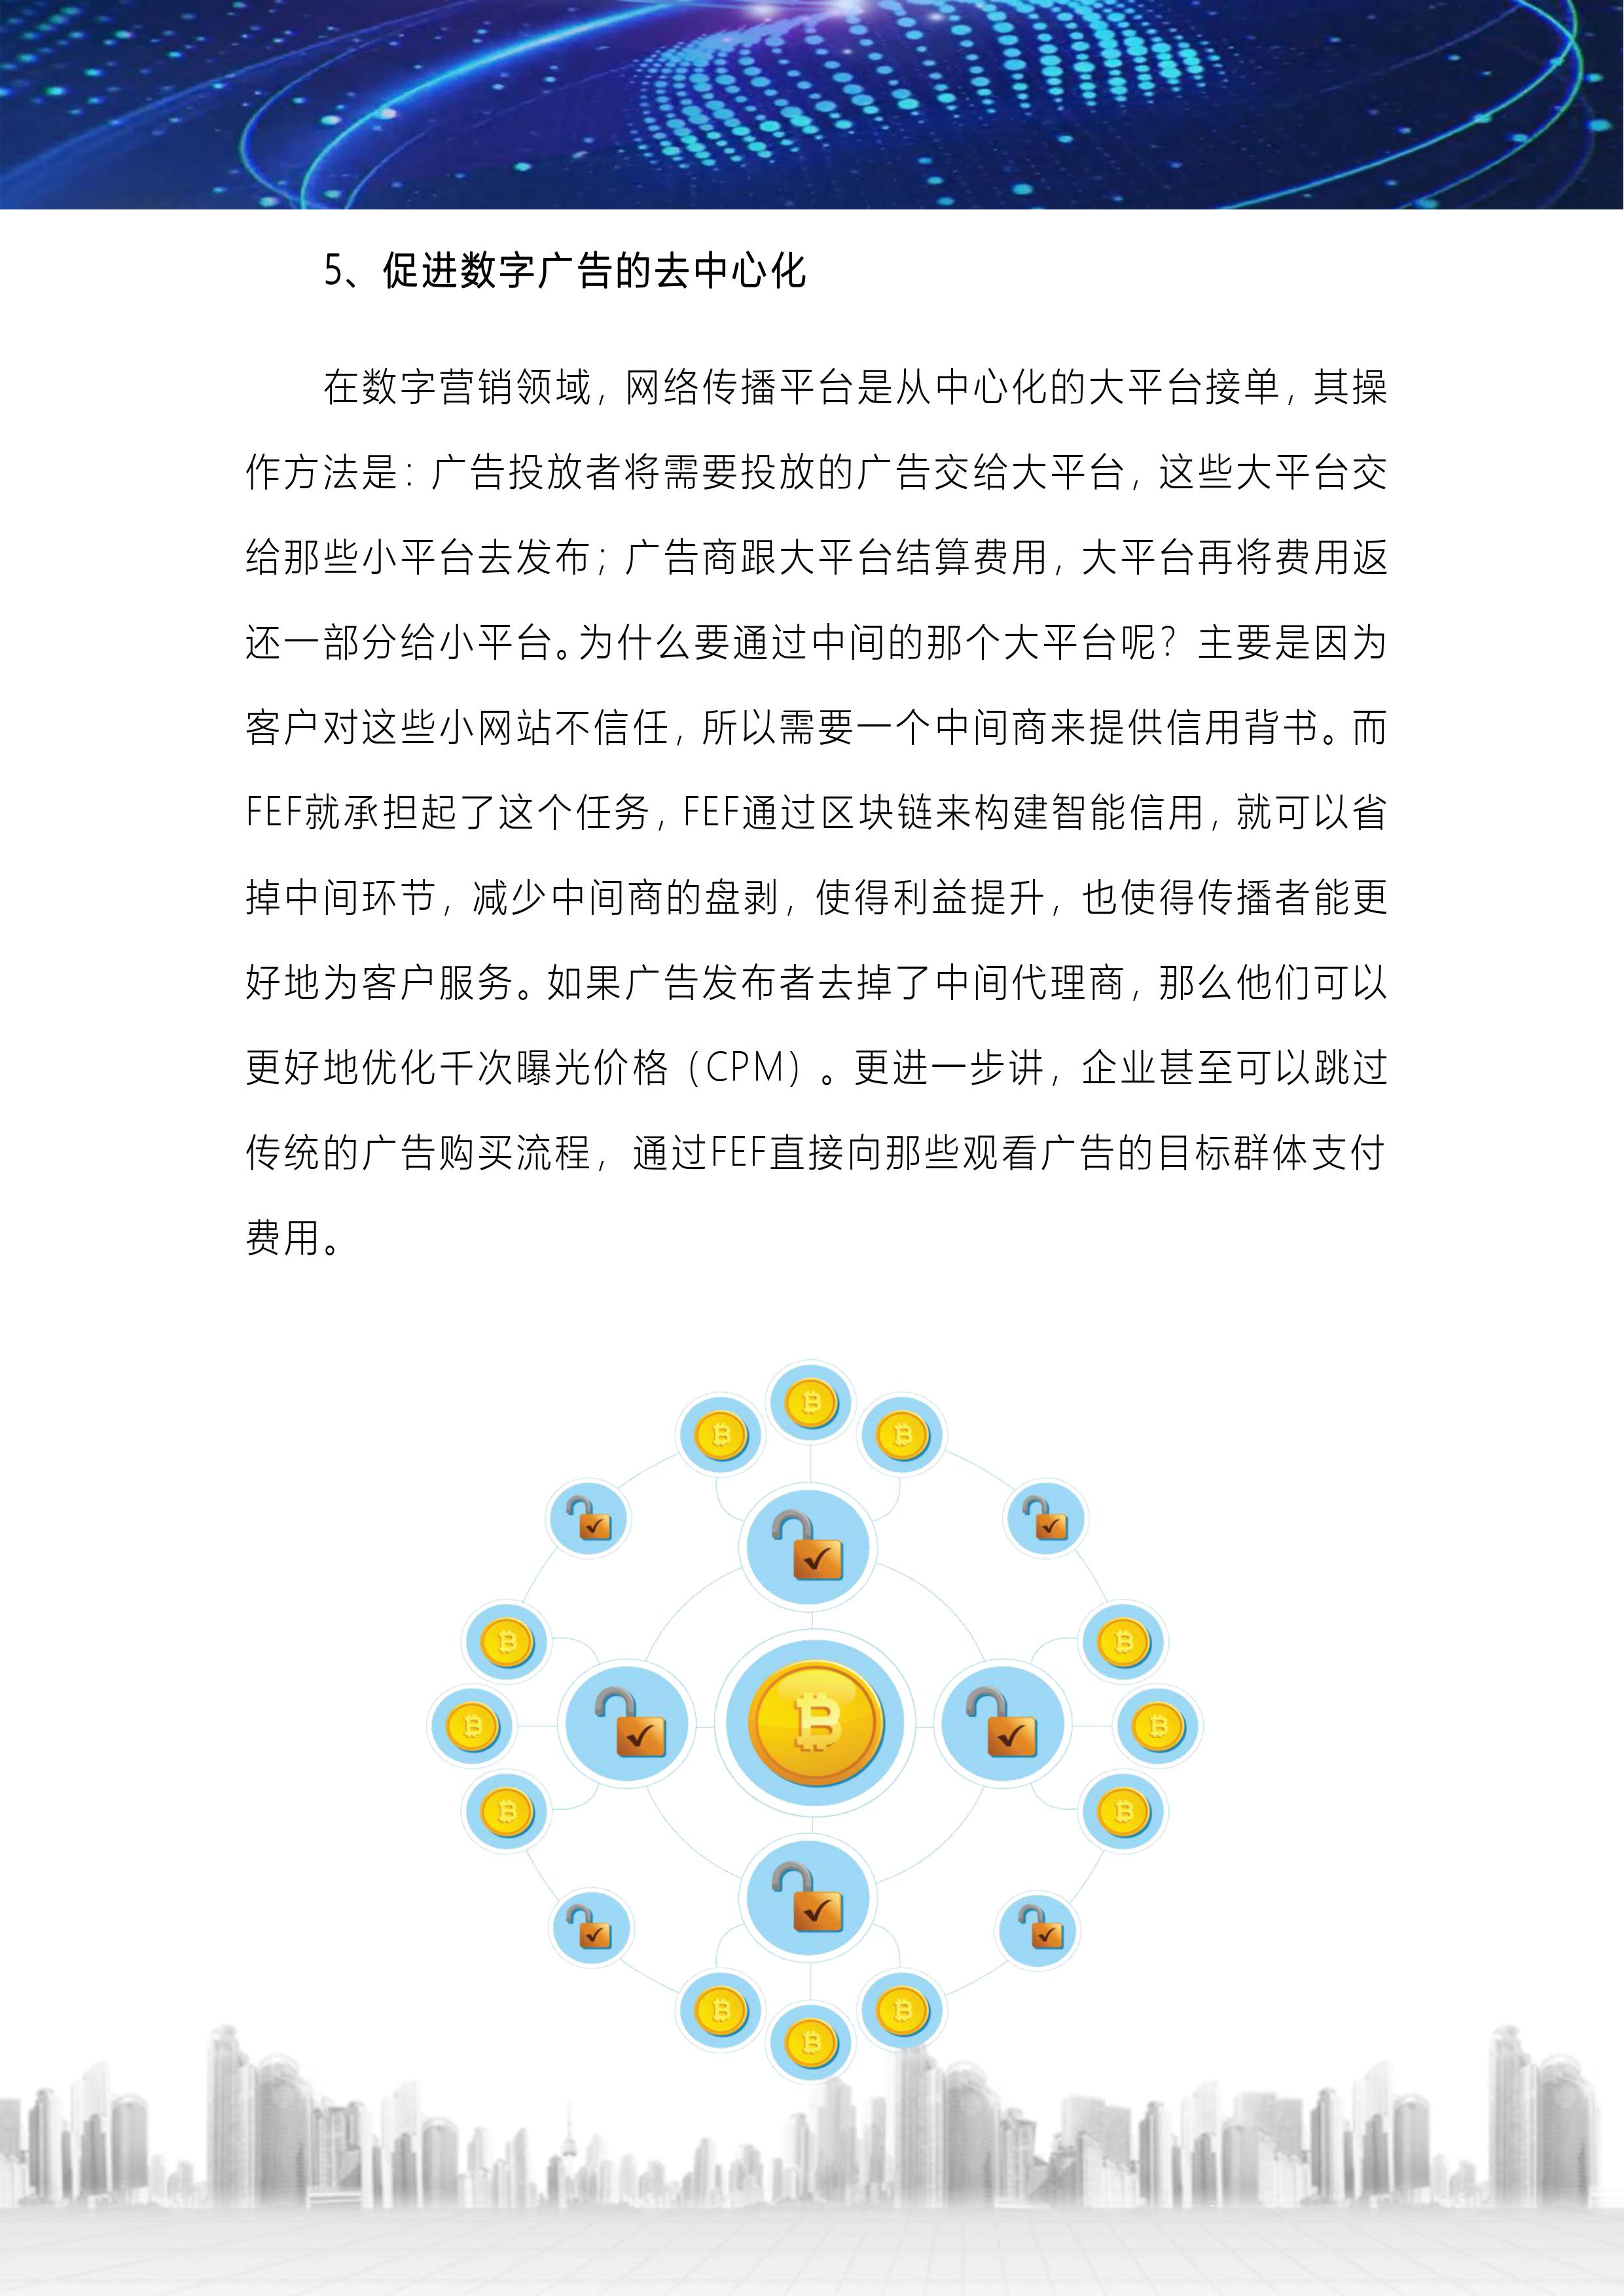 5、促进数字广告的去中心化
在数字营销领域，网络传播平台是从中心化的大平台接单，其操
作方法是：广告投放者将需要投放的广告交给大平台，这些大平台交
给那些小平台去发布；广告商跟大平台结算费用，大平台再将费用返
还一部分给小平台。为什么要通过中间的那个大平台呢？主要是因为
客户对这些小网站不信任，所以需要一个中间商来提供信用背书。而
FEF就承担起了这个任务，FEF通过区块链来构建智能信用，就可以省
掉中间环节，减少中间商的盘剥，使得利益提升，也使得传播者能更
好地为客户服务。如果广告发布者去掉了中间代理商，那么他们可以
更好地优化千次曝光价格（CPM）。更进一步讲，企业甚至可以跳过
传统的广告购买流程，通过FEF直接向那些观看广告的目标群体支付
费用。